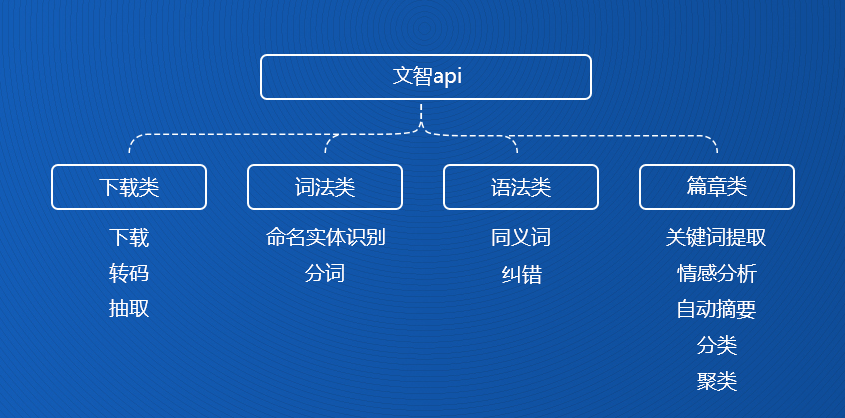 文智api
下载类
下载
转码
抽取
词法类
命名实体识别
分词
语法类
同义词
纠错
篇章类
关键词提取
情感分析
自动摘要
分类
聚类